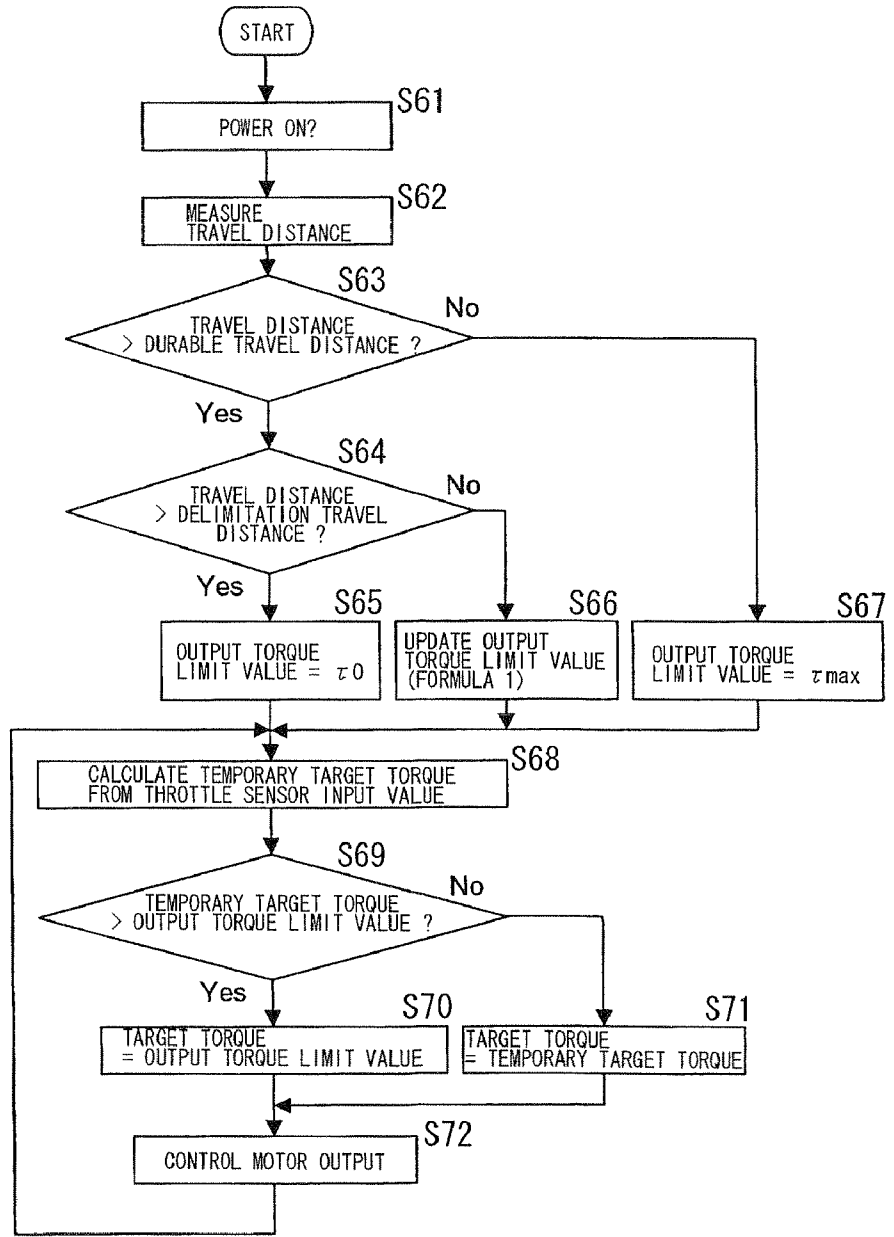 START
S61
POWER ON?
S62
MEASURE
TRAVEL DISTANCE
S63
TRAVEL DISTANCE
> DURABLE TRAVEL DISTANCE ?
No
Yes
S64
TRAVEL DISTANCE
> DELIMITATION TRAVEL
DISTANCE ?
No
Yes
S65
OUTPUT TORQUE
LIMIT VALUE = τ0
S66
UPDATE OUTPUT
TORQUE LIMIT VALUE
(FORMULA 1)
S67
OUTPUT TORQUE
LIMIT VALUE = τmax
S68
CALCULATE TEMPORARY TARGET TORQUE
FROM THROTTLE SENSOR INPUT VALUE
S69
TEMPORARY TARGET TORQUE
> OUTPUT TORQUE LIMIT VALUE ?
No
Yes
S70
TARGET TORQUE
= OUTPUT TORQUE LIMIT VALUE
S71
TARGET TORQUE
= TEMPORARY TARGET TORQUE
S72
CONTROL MOTOR OUTPUT